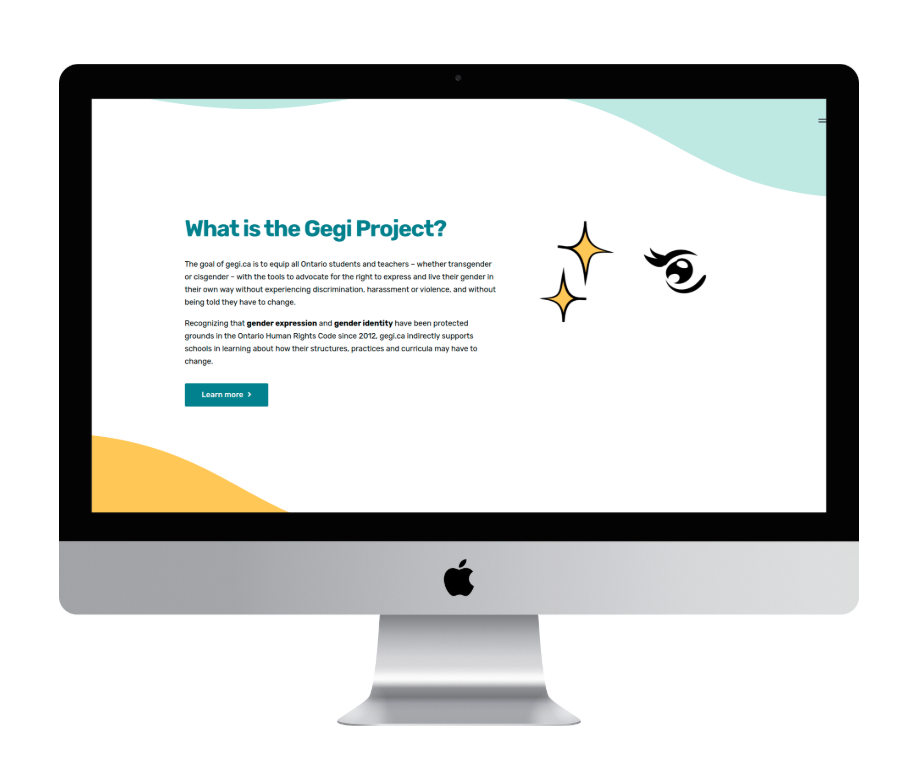 What is the Gegi Project?
The goal of gegi.ca is to equip all Ontario students and teachers – whether transgender
or cisgender – with the tools to advocate for the right to express and live their gender in
their own way without experiencing discrimination, harassment or violence, and without
being told they have to change.
Recognizing that gender expression and gender identity have been protected
grounds in the Ontario Human Rights Code since 2012, gegi.ca indirectly supports
schools in learning about how their structures, practices and curricula may have to
change.
Learn more